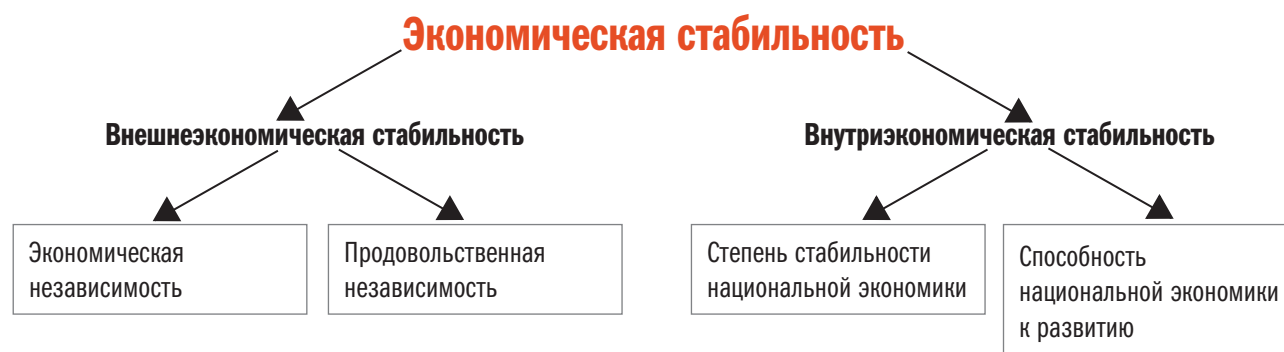 Экономическая стабильность
Внешнеэкономическая стабильность
Внутриэкономическая стабильность
Экономическая
независимость
Продовольственная
независимость
Степень стабильности
национальной экономики
Способность
национальной экономики
к развитию